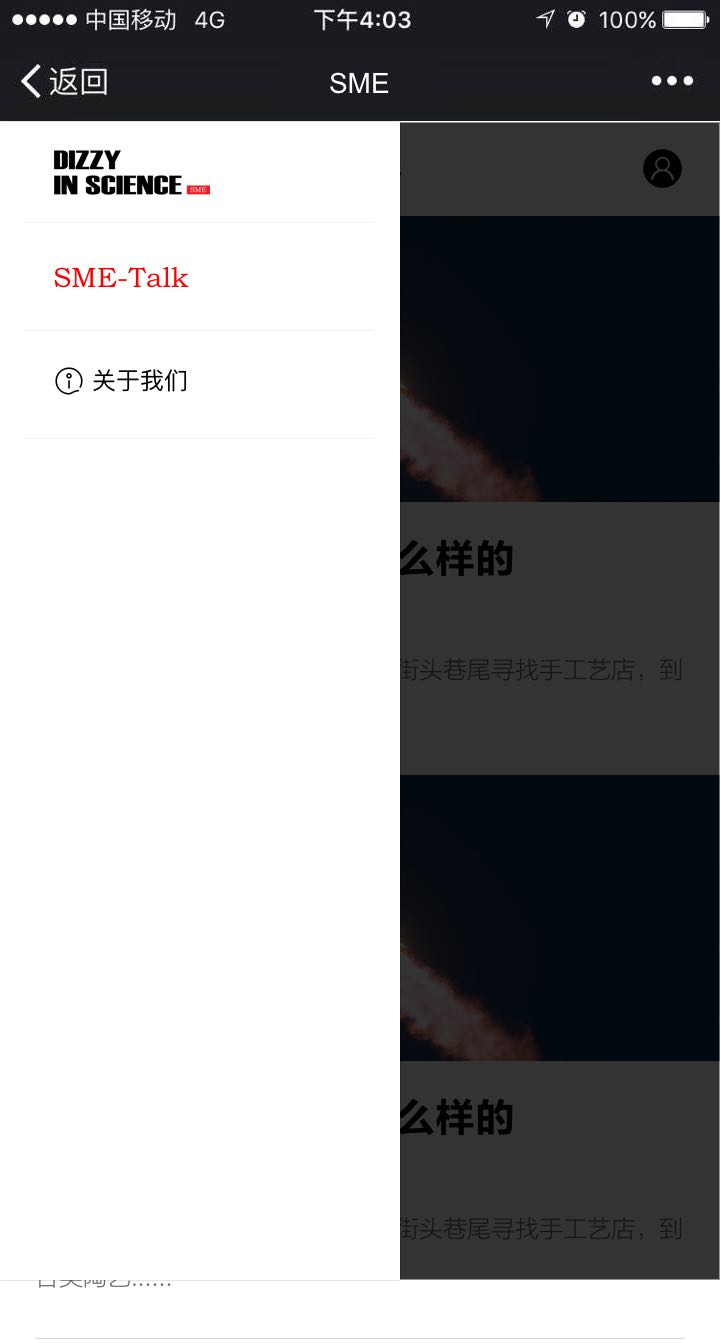 中国移动 4G 下午4:03 100%
返回 SME
DIZZY
IN SCIENCE SME
SME-Talk
关于我们
么样的
街头巷尾寻找手工艺店，到
么样的
街头巷尾寻找手工艺店，到